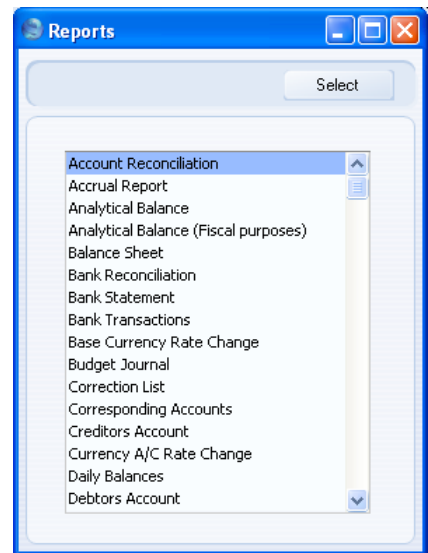 Reports
Select
Account Reconciliation
Accrual Report
Analytical Balance
Analytical Balance (Fiscal purposes)
Balance Sheet
Bank Reconciliation
Bank Statement
Bank Transactions
Base Currency Rate Change
Budget Journal
Correction List
Corresponding Accounts
Creditors Account
Currency A/C Rate Change
Daily Balances
Debtors Account